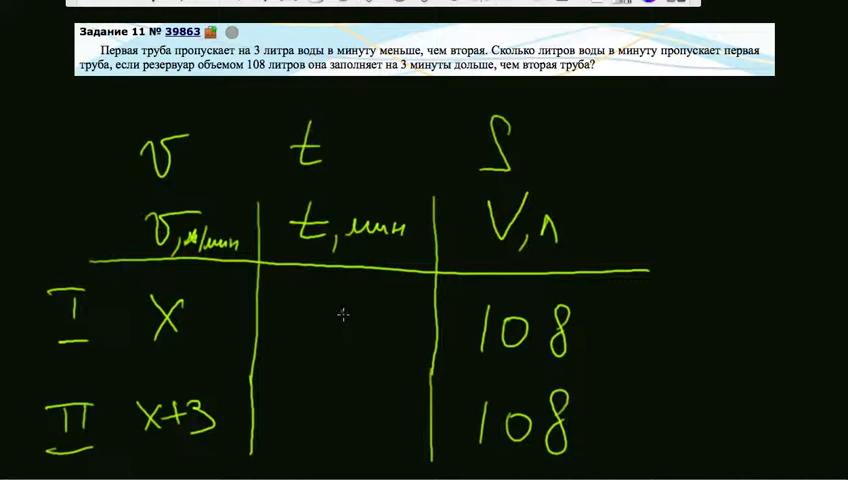 Задание 11 № 39863
Первая труба пропускает на 3 литра воды в минуту меньше, чем вторая. Сколько литров воды в минуту пропускает первая
труба, если резервуар объемом 108 литров она заполняет на 3 минуты дольше, чем вторая труба?
v t S
v, л/мин t, мин V, л
I x 108
II x+3 108